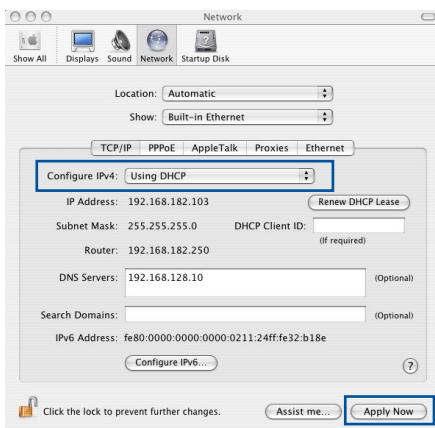 Network
Show All Displays Sound Network Startup Disk
Location: Automatic
Show: Built-in Ethernet
TCP/IP PPPoE AppleTalk Proxies Ethernet
Configure IPv4: Using DHCP
IP Address: 192.168.182.103 Renew DHCP Lease
Subnet Mask: 255.255.255.0 DHCP Client ID:
(If required)
Router: 192.168.182.250
DNS Servers: 192.168.128.10 (Optional)
Search Domains: (Optional)
IPv6 Address: fe80:0000:0000:0000:0211:24ff:fe32:b18e
Configure IPv6... ?
Click the lock to prevent further changes. Assist me... Apply Now